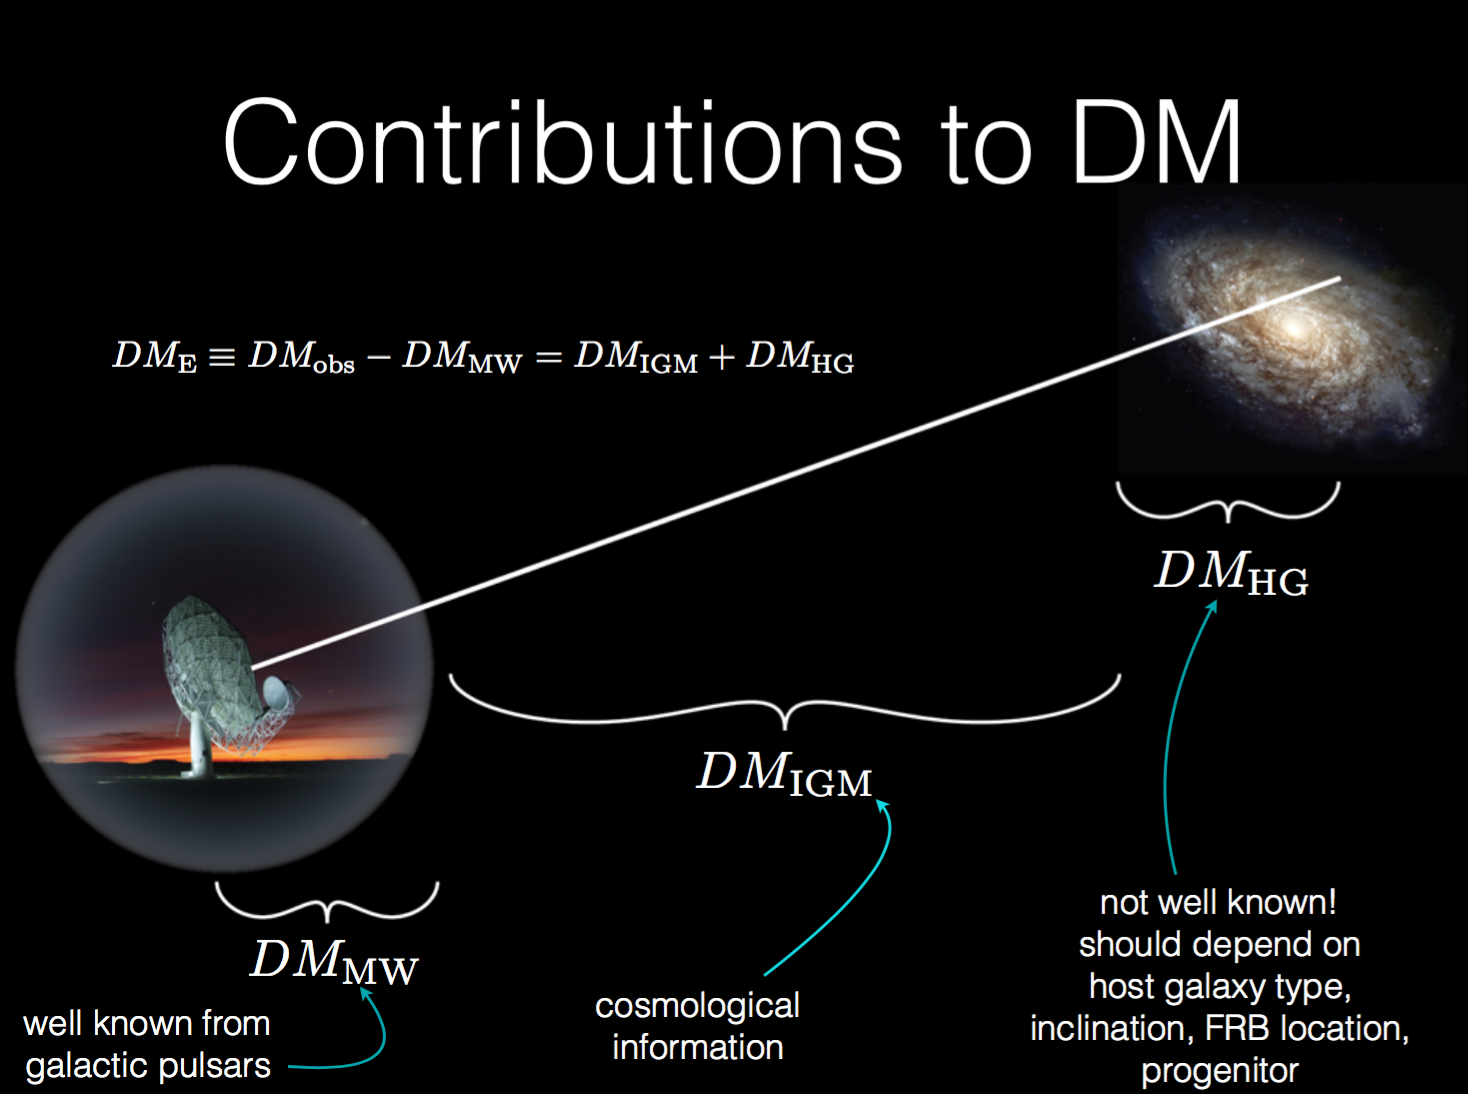 Contributions to DM
DM_E ≡ DM_obs − DM_MW = DM_IGM + DM_HG
DM_HG
DM_IGM
DM_MW
well known from
galactic pulsars
cosmological
information
not well known!
should depend on
host galaxy type,
inclination, FRB location,
progenitor